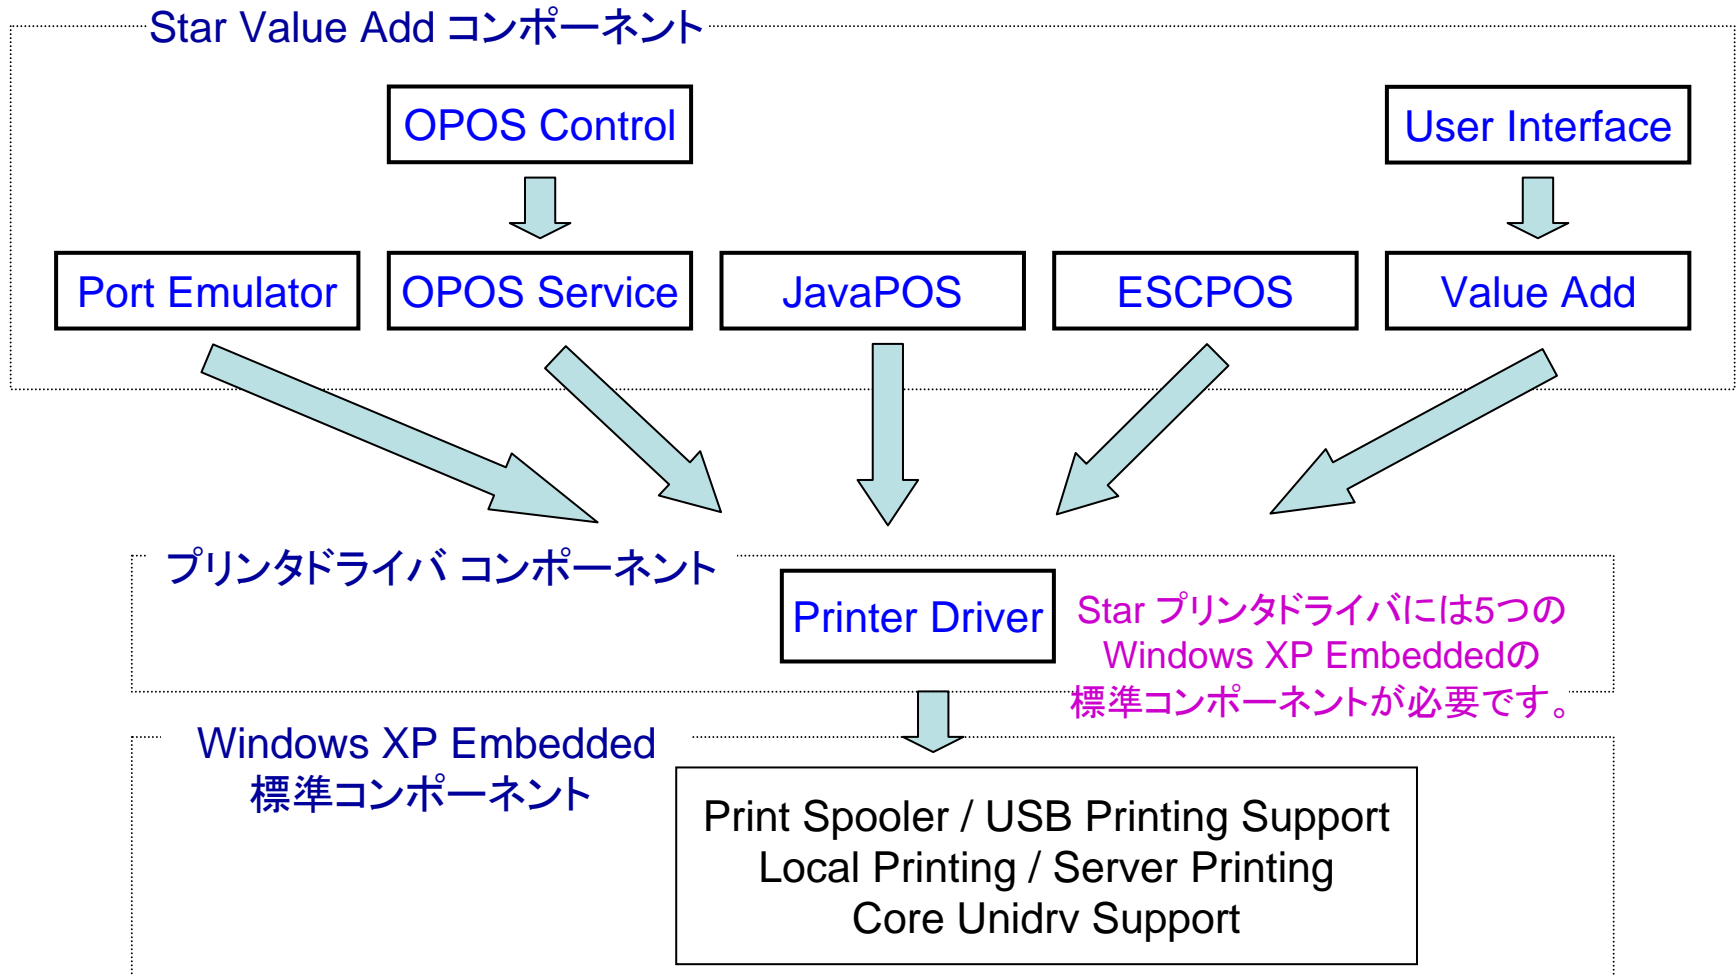 Star Value Add コンポーネント
OPOS Control
User Interface
Port Emulator
OPOS Service
JavaPOS
ESCPOS
Value Add
プリンタドライバ コンポーネント
Printer Driver
Star プリンタドライバには5つの
Windows XP Embeddedの
標準コンポーネントが必要です。
Windows XP Embedded
標準コンポーネント
Print Spooler / USB Printing Support
Local Printing / Server Printing
Core Unidrv Support